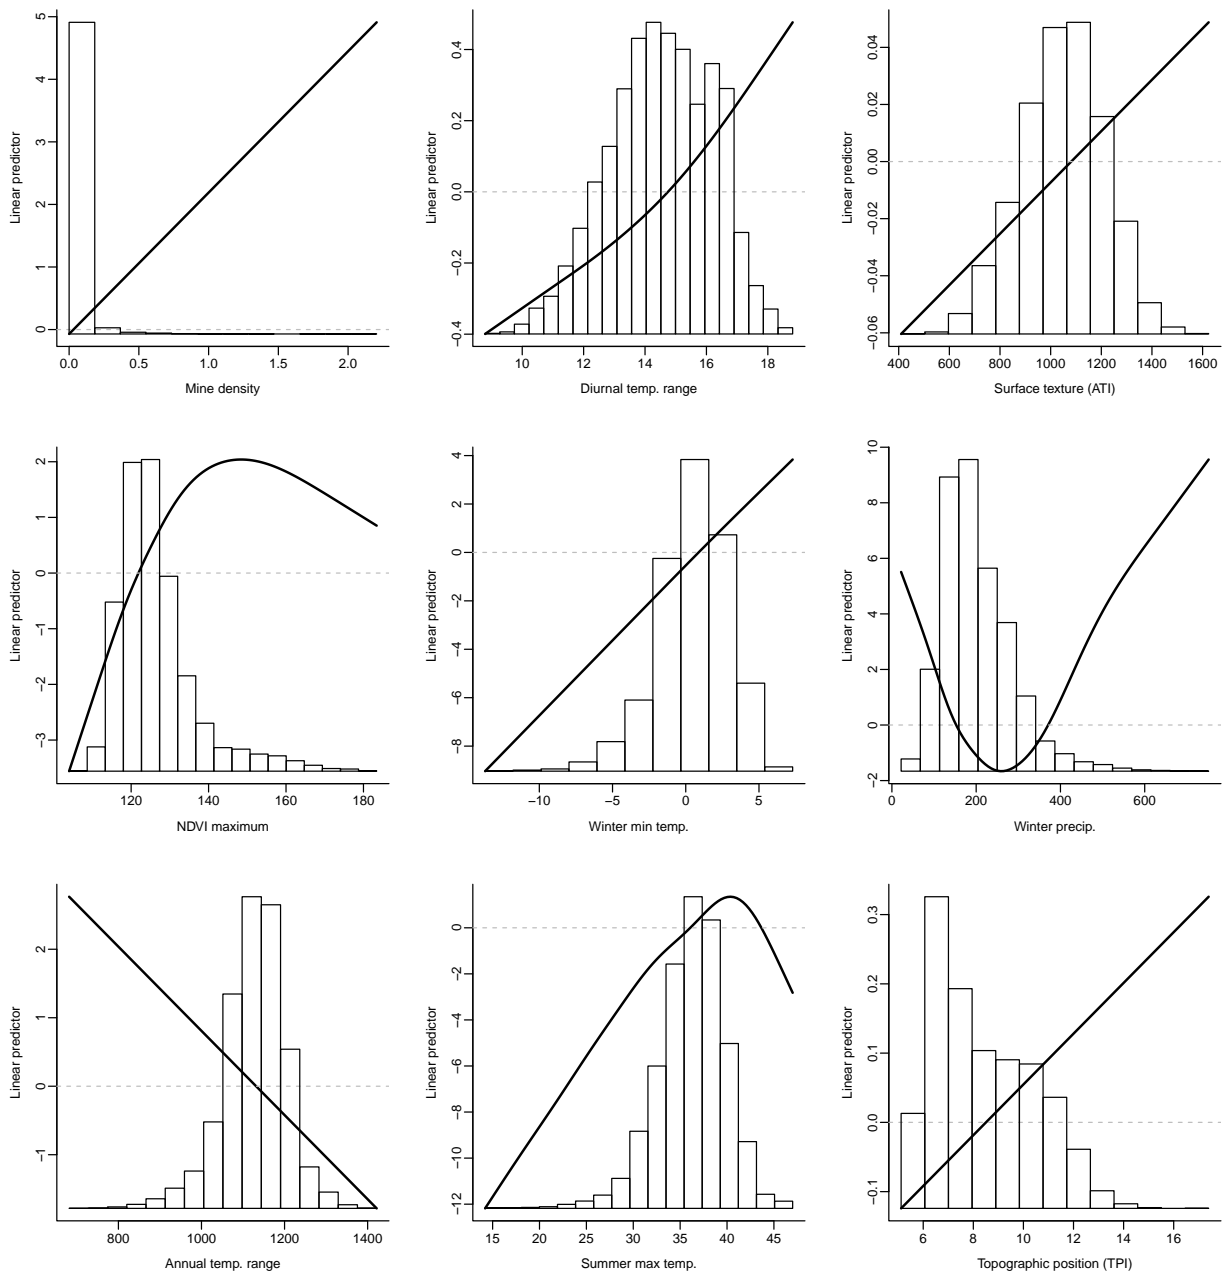 5
4
3
2
1
0
Linear predictor
0.0 0.5 1.0 1.5 2.0
Mine density
0.4
0.2
0.0
−0.2
−0.4
Linear predictor
10 12 14 16 18
Diurnal temp. range
0.04
0.02
0.00
−0.02
−0.04
−0.06
Linear predictor
400 600 800 1000 1200 1400 1600
Surface texture (ATI)
2
1
0
−1
−2
−3
Linear predictor
120 140 160 180
NDVI maximum
4
2
0
−2
−4
−6
−8
Linear predictor
−10 −5 0 5
Winter min temp.
10
8
6
4
2
0
−2
Linear predictor
0 200 400 600
Winter precip.
2
1
0
−1
Linear predictor
800 1000 1200 1400
Annual temp. range
0
−2
−4
−6
−8
−10
−12
Linear predictor
15 20 25 30 35 40 45
Summer max temp.
0.3
0.2
0.1
0.0
−0.1
Linear predictor
6 8 10 12 14 16
Topographic position (TPI)